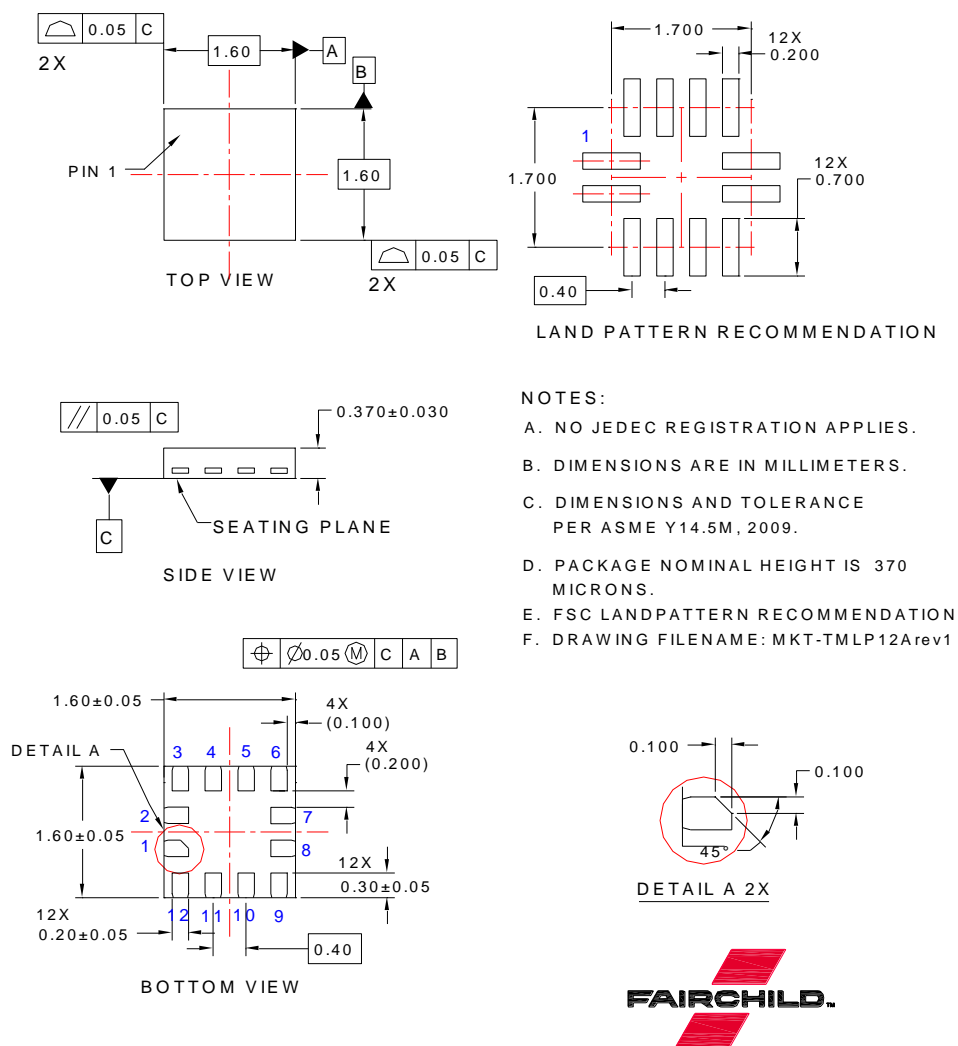 0.05 C
2X
1.60
A
B
PIN 1
1.60
0.05 C
2X
TOP VIEW
1.700
12X
0.200
1
1.700
12X
0.700
0.40
LAND PATTERN RECOMMENDATION
// 0.05 C
0.370±0.030
C
SEATING PLANE
SIDE VIEW
NOTES:
A. NO JEDEC REGISTRATION APPLIES.
B. DIMENSIONS ARE IN MILLIMETERS.
C. DIMENSIONS AND TOLERANCE
PER ASME Y14.5M, 2009.
D. PACKAGE NOMINAL HEIGHT IS 370
MICRONS.
E. FSC LANDPATTERN RECOMMENDATION
F. DRAWING FILENAME: MKT-TMLP12Arev1
⌖ Ø0.05 Ⓜ C A B
1.60±0.05
4X
(0.100)
DETAIL A
3 4 5 6
4X
(0.200)
2
7
1.60±0.05
1
8
12X
0.30±0.05
12 11 10 9
12X
0.20±0.05
0.40
BOTTOM VIEW
0.100
0.100
45°
DETAIL A 2X
FAIRCHILD™